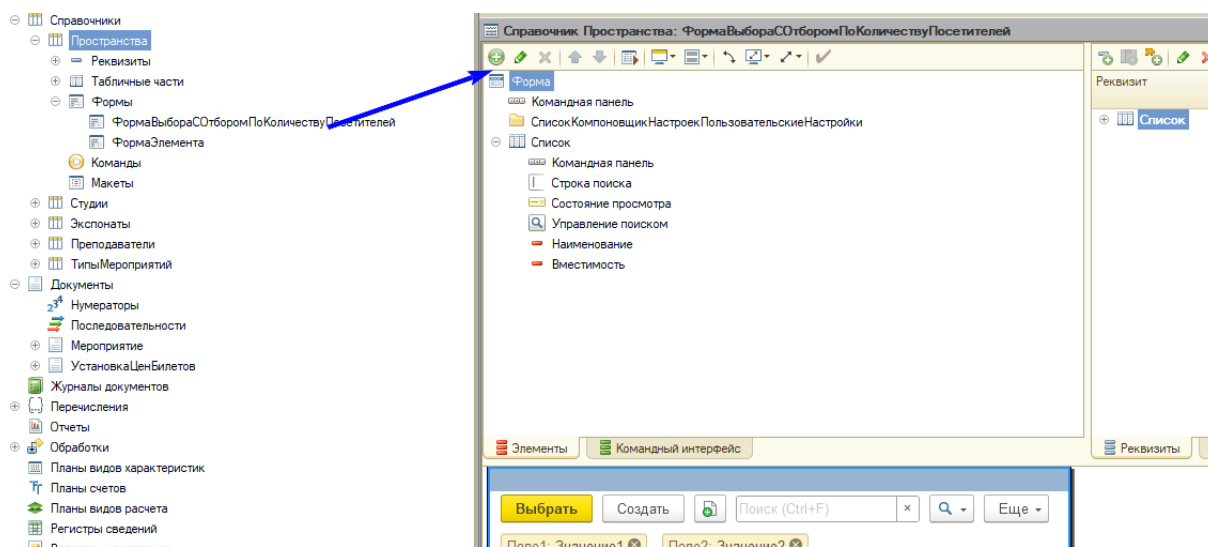 Справочники
Пространства
Реквизиты
Табличные части
Формы
ФормаВыбораСОтборомПоКоличествуПосетителей
ФормаЭлемента
Команды
Макеты
Студии
Экспонаты
Преподаватели
ТипыМероприятий
Документы
Нумераторы
Последовательности
Мероприятие
УстановкаЦенБилетов
Журналы документов
Перечисления
Отчеты
Обработки
Планы видов характеристик
Планы счетов
Планы видов расчета
Регистры сведений
Справочник Пространства: ФормаВыбораСОтборомПоКоличествуПосетителей
Форма
Командная панель
СписокКомпоновщикНастроекПользовательскиеНастройки
Список
Командная панель
Строка поиска
Состояние просмотра
Управление поиском
Наименование
Вместимость
Элементы Командный интерфейс
Реквизит
Список
Реквизиты
Выбрать Создать Поиск (Ctrl+F) × Еще
Поле1: Значение1 Поле2: Значение2